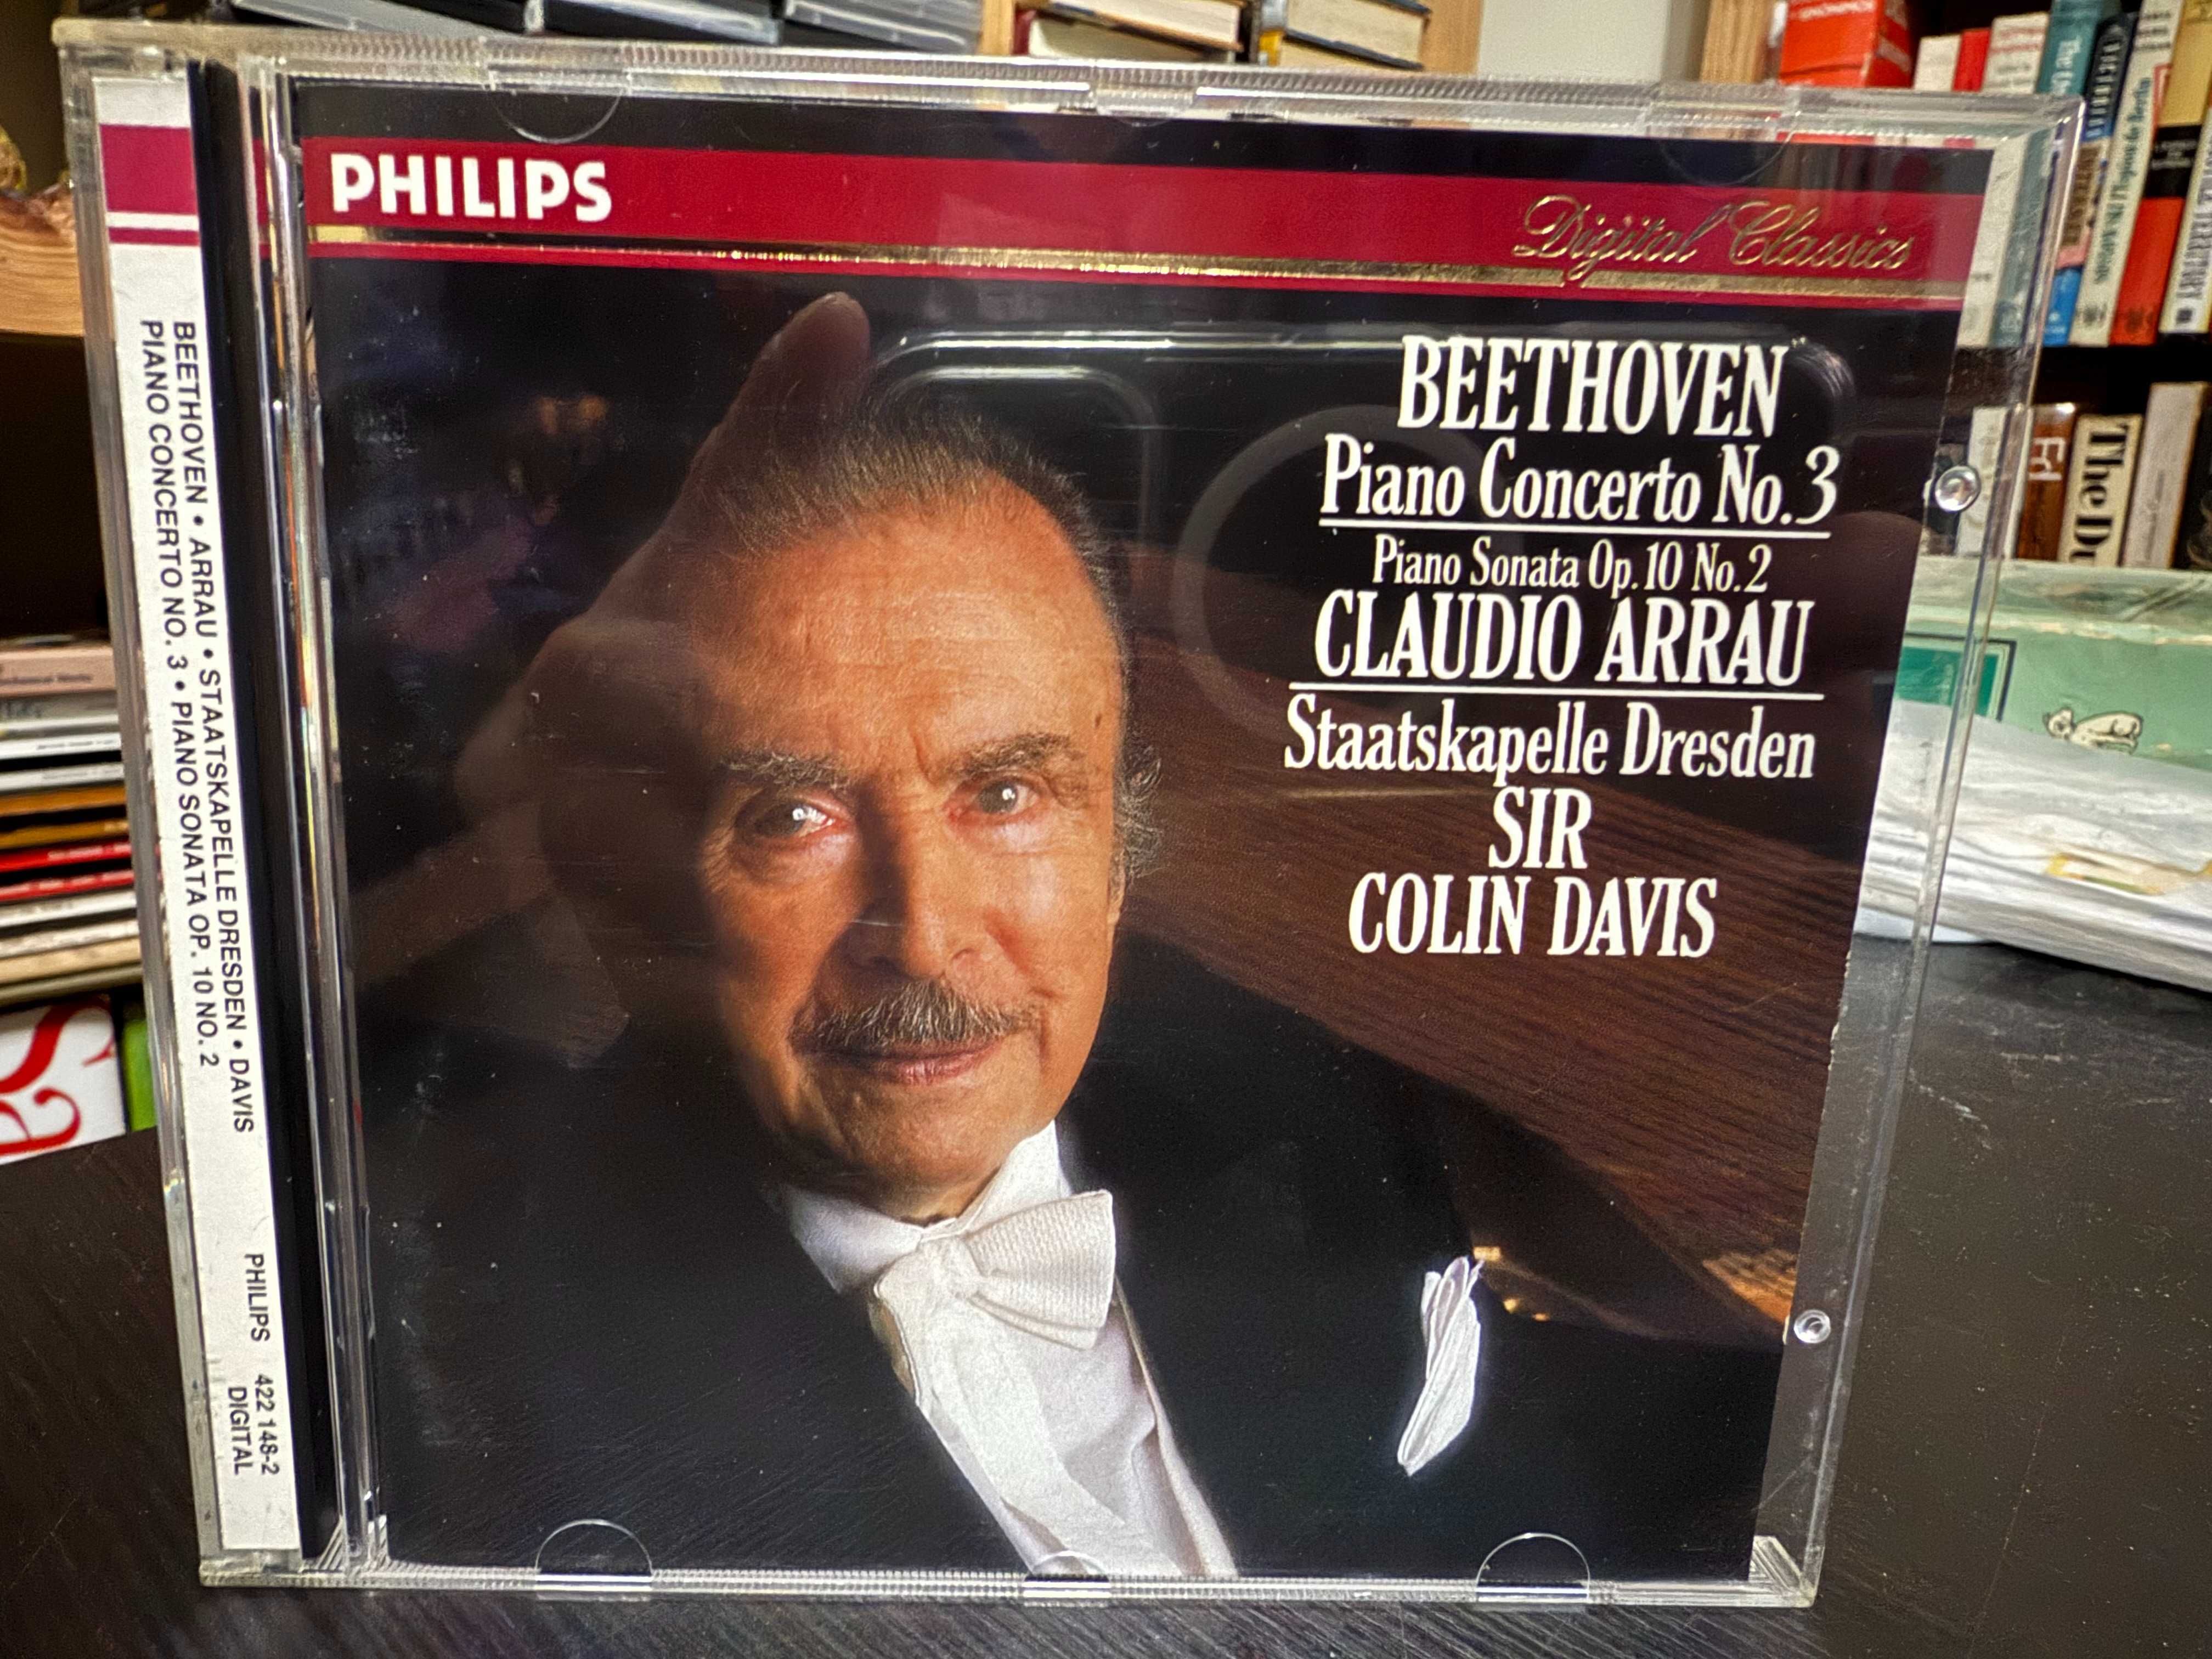 PHILIPS
Digital Classics
BEETHOVEN
Piano Concerto No.3
Piano Sonata Op.10 No.2
CLAUDIO ARRAU
Staatskapelle Dresden
SIR
COLIN DAVIS
BEETHOVEN • ARRAU • STAATSKAPELLE DRESDEN • DAVIS
PIANO CONCERTO NO. 3 • PIANO SONATA OP. 10 NO. 2
PHILIPS 422 148-2
DIGITAL
The D